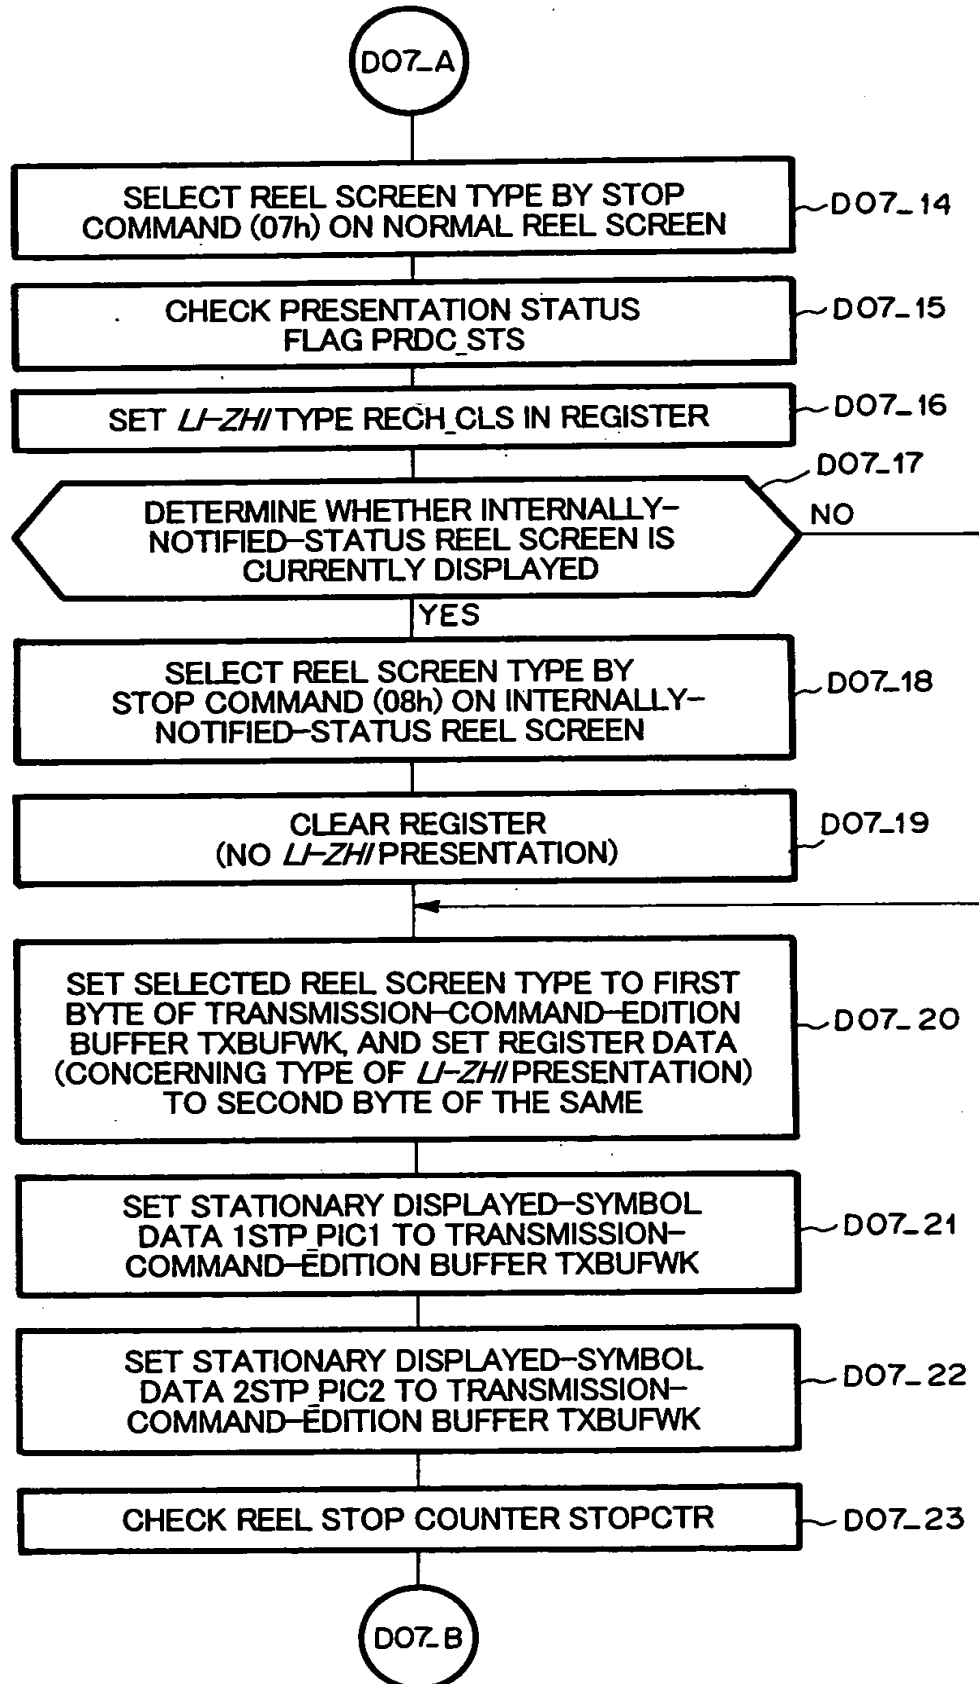 D07_A
SELECT REEL SCREEN TYPE BY STOP
COMMAND (07h) ON NORMAL REEL SCREEN
D07_14
CHECK PRESENTATION STATUS
FLAG PRDC_STS
D07_15
SET LI-ZHI TYPE RECH_CLS IN REGISTER
D07_16
D07_17
DETERMINE WHETHER INTERNALLY-
NOTIFIED-STATUS REEL SCREEN IS
CURRENTLY DISPLAYED
NO
YES
SELECT REEL SCREEN TYPE BY
STOP COMMAND (08h) ON INTERNALLY-
NOTIFIED-STATUS REEL SCREEN
D07_18
CLEAR REGISTER
(NO LI-ZHI PRESENTATION)
D07_19
SET SELECTED REEL SCREEN TYPE TO FIRST
BYTE OF TRANSMISSION-COMMAND-EDITION
BUFFER TXBUFWK, AND SET REGISTER DATA
(CONCERNING TYPE OF LI-ZHI PRESENTATION)
TO SECOND BYTE OF THE SAME
D07_20
SET STATIONARY DISPLAYED-SYMBOL
DATA 1STP_PIC1 TO TRANSMISSION-
COMMAND-EDITION BUFFER TXBUFWK
D07_21
SET STATIONARY DISPLAYED-SYMBOL
DATA 2STP_PIC2 TO TRANSMISSION-
COMMAND-EDITION BUFFER TXBUFWK
D07_22
CHECK REEL STOP COUNTER STOPCTR
D07_23
D07_B